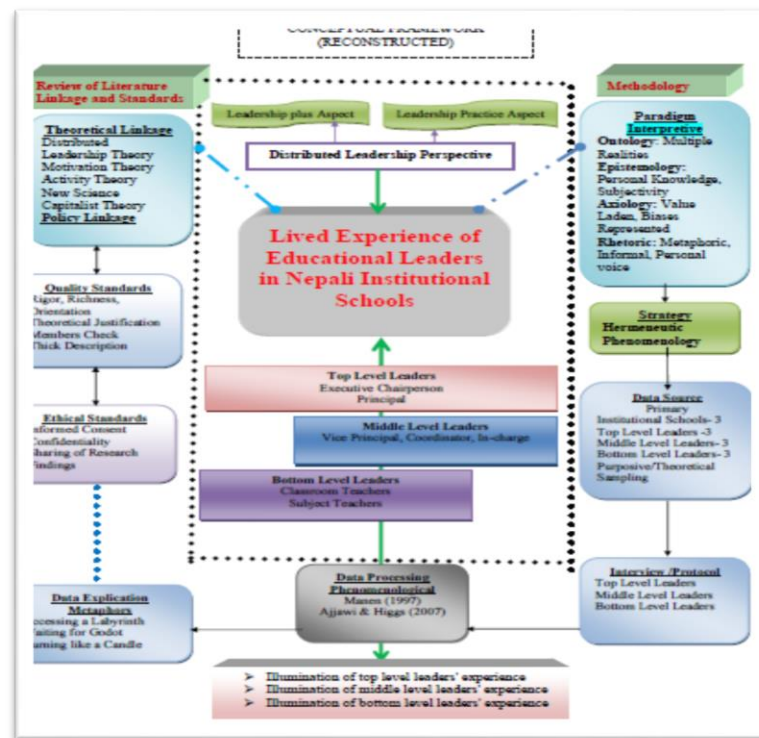 CONCEPTUAL FRAMEWORK
(RECONSTRUCTED)
Review of Literature
Linkage and Standards
Theoretical Linkage
Distributed
Leadership Theory
Motivation Theory
Activity Theory
New Science
Capitalist Theory
Policy Linkage
Quality Standards
Rigor, Richness,
Orientation
Theoretical Justification
Members Check
Thick Description
Ethical Standards
Informed Consent
Confidentiality
Sharing of Research
Findings
Data Explication
Metaphors
ccessing a Labyrinth
aiting for Godot
urning like a Candle
Leadership plus Aspect
Leadership Practice Aspect
Distributed Leadership Perspective
Lived Experience of
Educational Leaders
in Nepali Institutional
Schools
Top Level Leaders
Executive Chairperson
Principal
Middle Level Leaders
Vice Principal, Coordinator, In-charge
Bottom Level Leaders
Classroom Teachers
Subject Teachers
Data Processing
Phenomenological
Manen (1997)
Ajjawi & Higgs (2007)
➢ Illumination of top level leaders' experience
➢ Illumination of middle level leaders' experience
➢ Illumination of bottom level leaders' experience
Methodology
Paradigm
Interpretive
Ontology: Multiple
Realities
Epistemology:
Personal Knowledge,
Subjectivity
Axiology: Value
Laden, Biases
Represented
Rhetoric: Metaphoric,
Informal, Personal
voice
Strategy
Hermeneutic
Phenomenology
Data Source
Primary
Institutional Schools- 3
Top Level Leaders -3
Middle Level Leaders- 3
Bottom Level Leaders- 3
Purposive/Theoretical
Sampling
Interview /Protocol
Top Level Leaders
Middle Level Leaders
Bottom Level Leaders